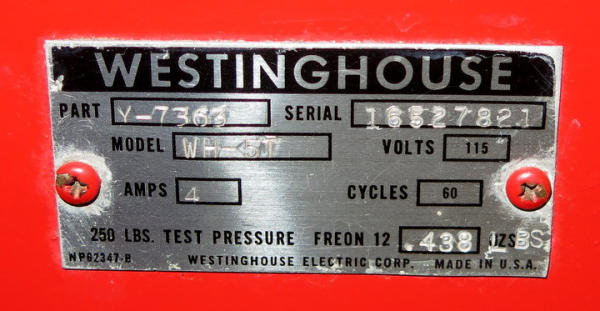 WESTINGHOUSE
PART Y-7363 SERIAL 16527821
MODEL WH-5T VOLTS 115
AMPS 4 CYCLES 60
250 LBS. TEST PRESSURE FREON 12 .438 LBS OZS
NP62347-B WESTINGHOUSE ELECTRIC CORP. MADE IN U.S.A.